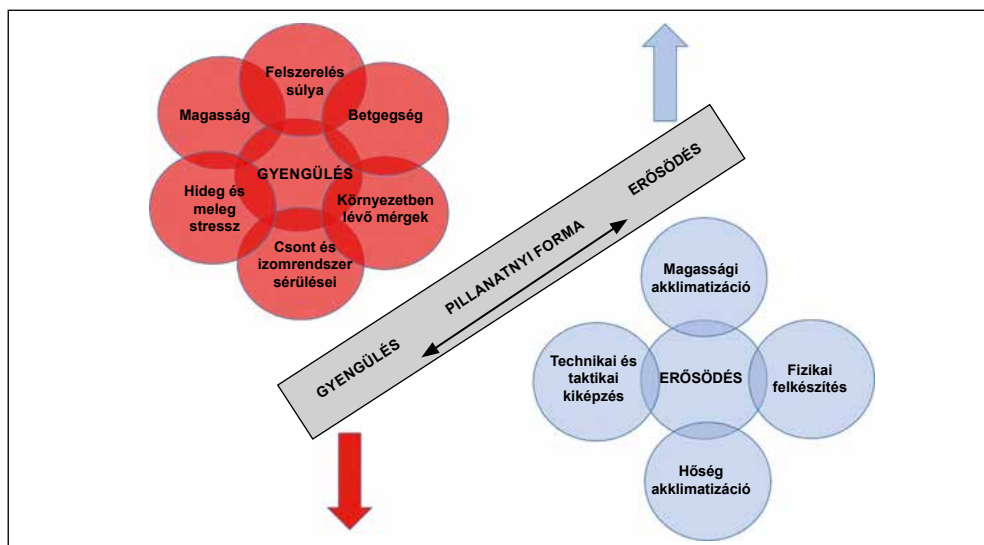 Felszerelés
súlya
Magasság
Betgegség
GYENGÜLÉS
Hideg és
meleg
stressz
Környezetben
lévő mérgek
Csont és
izomrendszer
sérülései
GYENGÜLÉS
PILLANATNYI FORMA
ERŐSÖDÉS
Magassági
akklimatizáció
Technikai és
taktikai
kiképzés
ERŐSÖDÉS
Fizikai
felkészítés
Hőség
akklimatizáció